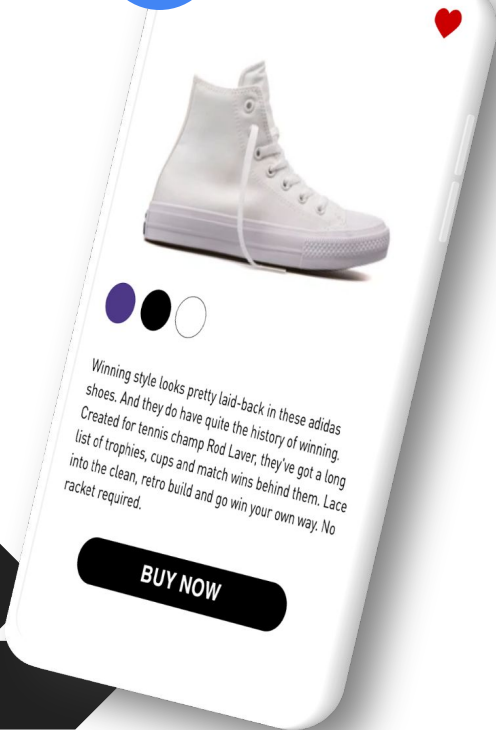 Winning style looks pretty laid-back in these adidas
shoes. And they do have quite the history of winning.
Created for tennis champ Rod Laver, they've got a long
list of trophies, cups and match wins behind them. Lace
into the clean, retro build and go win your own way. No
racket required.
BUY NOW